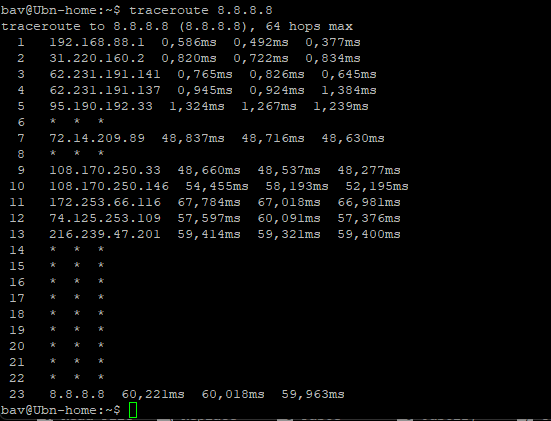 bav@Ubn-home:~$ traceroute 8.8.8.8
traceroute to 8.8.8.8 (8.8.8.8), 64 hops max
1 192.168.88.1 0,586ms 0,492ms 0,377ms
2 31.220.160.2 0,820ms 0,722ms 0,834ms
3 62.231.191.141 0,765ms 0,826ms 0,645ms
4 62.231.191.137 0,945ms 0,924ms 1,384ms
5 95.190.192.33 1,324ms 1,267ms 1,239ms
6 * * *
7 72.14.209.89 48,837ms 48,716ms 48,630ms
8 * * *
9 108.170.250.33 48,660ms 48,537ms 48,277ms
10 108.170.250.146 54,455ms 58,193ms 52,195ms
11 172.253.66.116 67,784ms 67,018ms 66,981ms
12 74.125.253.109 57,597ms 60,091ms 57,376ms
13 216.239.47.201 59,414ms 59,321ms 59,400ms
14 * * *
15 * * *
16 * * *
17 * * *
18 * * *
19 * * *
20 * * *
21 * * *
22 * * *
23 8.8.8.8 60,221ms 60,018ms 59,963ms
bav@Ubn-home:~$